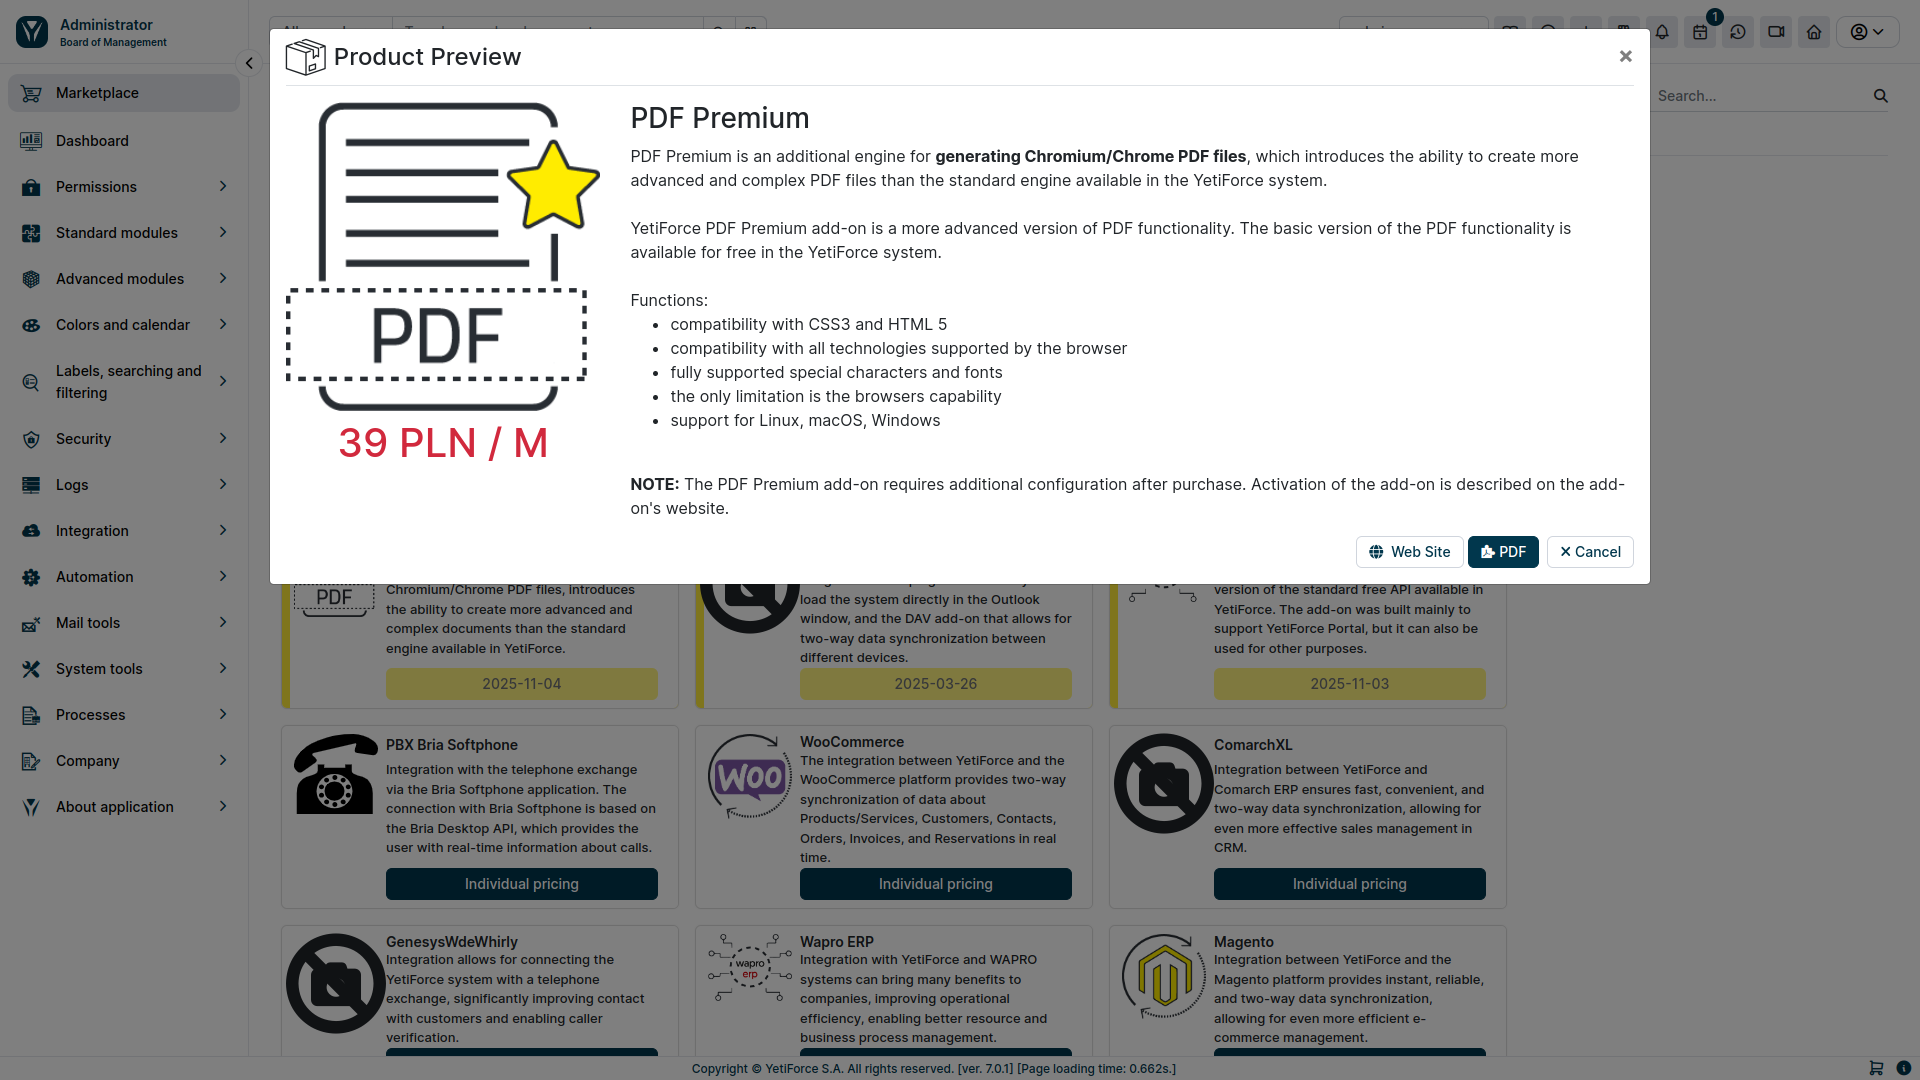 Administrator
Board of Management
1
Product Preview
×
Marketplace
Search...
Dashboard
Permissions
Standard modules
Advanced modules
Colors and calendar
Labels, searching and
filtering
Security
Logs
Integration
Automation
Mail tools
System tools
Processes
Company
About application
PDF
39 PLN / M
PDF Premium
PDF Premium is an additional engine for generating Chromium/Chrome PDF files, which introduces the ability to create more
advanced and complex PDF files than the standard engine available in the YetiForce system.
YetiForce PDF Premium add-on is a more advanced version of PDF functionality. The basic version of the PDF functionality is
available for free in the YetiForce system.
Functions:
• compatibility with CSS3 and HTML 5
• compatibility with all technologies supported by the browser
• fully supported special characters and fonts
• the only limitation is the browsers capability
• support for Linux, macOS, Windows
NOTE: The PDF Premium add-on requires additional configuration after purchase. Activation of the add-on is described on the add-
on's website.
Web Site
PDF
Cancel
PDF
Chromium/Chrome PDF files, introduces
the ability to create more advanced and
complex documents than the standard
engine available in YetiForce.
2025-11-04
load the system directly in the Outlook
window, and the DAV add-on that allows for
two-way data synchronization between
different devices.
2025-03-26
version of the standard free API available in
YetiForce. The add-on was built mainly to
support YetiForce Portal, but it can also be
used for other purposes.
2025-11-03
PBX Bria Softphone
Integration with the telephone exchange
via the Bria Softphone application. The
connection with Bria Softphone is based on
the Bria Desktop API, which provides the
user with real-time information about calls.
Individual pricing
Woo
WooCommerce
The integration between YetiForce and the
WooCommerce platform provides two-way
synchronization of data about
Products/Services, Customers, Contacts,
Orders, Invoices, and Reservations in real
time.
Individual pricing
ComarchXL
Integration between YetiForce and
Comarch ERP ensures fast, convenient, and
two-way data synchronization, allowing for
even more effective sales management in
CRM.
Individual pricing
GenesysWdeWhirly
Integration allows for connecting the
YetiForce system with a telephone
exchange, significantly improving contact
with customers and enabling caller
verification.
wapro
erp
Wapro ERP
Integration with YetiForce and WAPRO
systems can bring many benefits to
companies, improving operational
efficiency, enabling better resource and
business process management.
Magento
Integration between YetiForce and the
Magento platform provides instant, reliable,
and two-way data synchronization,
allowing for even more efficient e-
commerce management.
Copyright © YetiForce S.A. All rights reserved. [ver. 7.0.1] [Page loading time: 0.662s.]